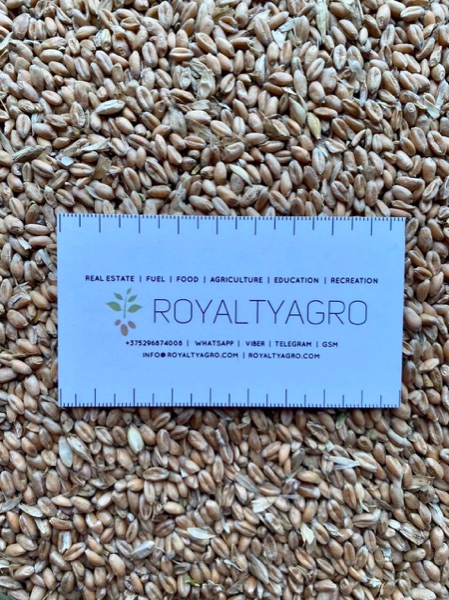 REAL ESTATE | FUEL | FOOD | AGRICULTURE | EDUCATION | RECREATION
ROYALTYAGRO
+375296874008 | WHATSAPP | VIBER | TELEGRAM | GSM
INFO@ROYALTYAGRO.COM | ROYALTYAGRO.COM